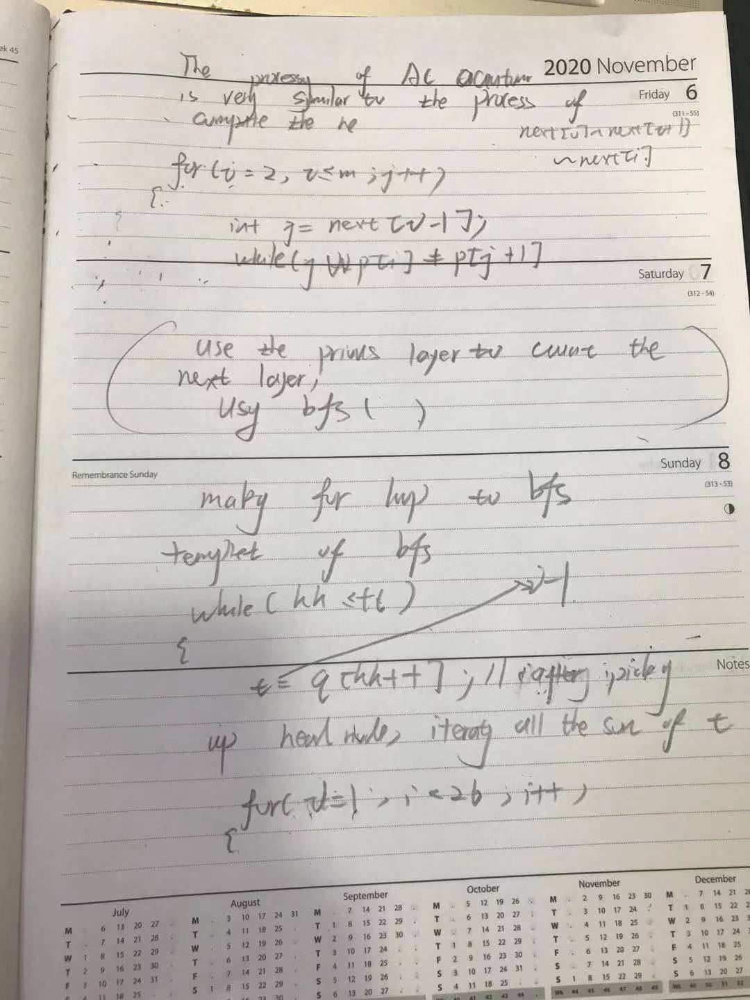 ek 45
2020 November
The processy of AC
is very similar to the process of
compute the ne
Friday 6
(311-55)
next[i]~next[i+1]
~next[i]
for (i = 2, i ≤ m ; j++)
{
int j = next [i-1];
while(j && p[i] ≠ p[j+1]
Saturday 7
(312-54)
use the layer to count the
next layer,
usy bfs ( )
Sunday 8
(313-53)
Remembrance Sunday
for to bfs
templet of bfs
while ( hh ≤ tt )
i-1
{
Notes
t = q [hh++] ; //
up head node, all the son of t
for( i=1 ; i < 26 ; i++ )
{
July
M . 6 13 20 27 .
T . 7 14 21 28 .
W 1 8 15 22 29 .
T 2 9 16 23 30 .
F 3 10 17 24 31 .
11 18 25 .
August
M . 3 10 17 24 31
T . 4 11 18 25 .
W . 5 12 19 26 .
T . 6 13 20 27 .
F . 7 14 21 28 .
S 1 8 15 22 29 .
23 30
September
M . 7 14 21 28 .
T 1 8 15 22 29 .
W 2 9 16 23 30 .
T 3 10 17 24 .
F 4 11 18 25 .
S 5 12 19 26 .
S 6 13 20 27 .
October
M . 5 12 19 26 .
T . 6 13 20 27 .
W . 7 14 21 28 .
T 1 8 15 22 29 .
F 2 9 16 23 30 .
S 3 10 17 24 31 .
S 4 11 18 25 .
41 42 43 44
November
M . 2 9 16 23 30
T . 3 10 17 24 .
W . 4 11 18 25 .
T . 5 12 19 26 .
F . 6 13 20 27 .
S . 7 14 21 28 .
S 1 8 15 22 29 .
Wk 44 45 46 47 48 49
December
M . 7 14 21 28
T 1 8 15 22
W 2 9 16 23
T 3 10 17 24
F 4 11 18 25
S 5 12 19 26
S 6 13 20 27
Wk 49 50 51 52